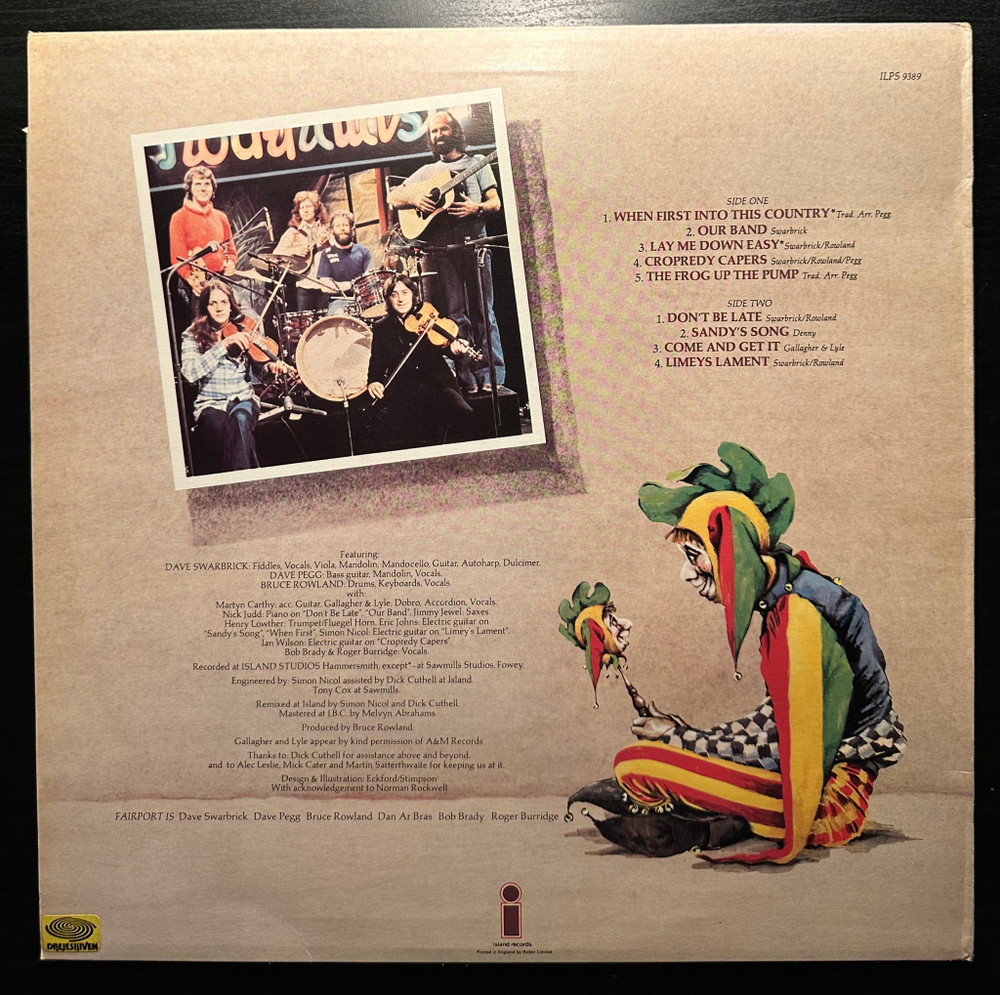 ILPS 9389
SIDE ONE
1. WHEN FIRST INTO THIS COUNTRY* Trad. Arr. Pegg
2. OUR BAND Swarbrick
3. LAY ME DOWN EASY* Swarbrick/Rowland
4. CROPREDY CAPERS Swarbrick/Rowland/Pegg
5. THE FROG UP THE PUMP Trad. Arr. Pegg
SIDE TWO
1. DON'T BE LATE Swarbrick/Rowland
2. SANDY'S SONG Denny
3. COME AND GET IT Gallagher & Lyle
4. LIMEYS LAMENT Swarbrick/Rowland
Featuring:
DAVE SWARBRICK: Fiddles, Vocals, Viola, Mandolin, Mandocello, Guitar, Autoharp, Dulcimer.
DAVE PEGG: Bass guitar, Mandolin, Vocals.
BRUCE ROWLAND: Drums, Keyboards, Vocals.
with:
Martyn Carthy: acc. Guitar, Gallagher & Lyle: Dobro, Accordion, Vocals.
Nick Judd: Piano on "Don't Be Late", "Our Band", Jimmy Jewel: Saxes.
Henry Lowther: Trumpet/Fluegel Horn. Eric Johns: Electric guitar on
"Sandy's Song", "When First". Simon Nicol: Electric guitar on "Limey's Lament".
Ian Wilson: Electric guitar on "Cropredy Capers".
Bob Brady & Roger Burridge: Vocals.
Recorded at ISLAND STUDIOS Hammersmith, except*-at Sawmills Studios, Fowey.
Engineered by: Simon Nicol assisted by Dick Cuthell at Island.
Tony Cox at Sawmills.
Remixed at Island by Simon Nicol and Dick Cuthell.
Mastered at J.B.C. by Melvyn Abrahams.
Produced by Bruce Rowland.
Gallagher and Lyle appear by kind permission of A&M Records
Thanks to: Dick Cuthell for assistance above and beyond,
and to Alec Leslie, Mick Cater and Martin Satterthwaite for keeping us at it.
Design & Illustration: Eckford/Stimpson
With acknowledgement to Norman Rockwell
FAIRPORT IS Dave Swarbrick Dave Pegg Bruce Rowland Dan Ar Bras Bob Brady Roger Burridge
island records
Printed in England by Robor Limited